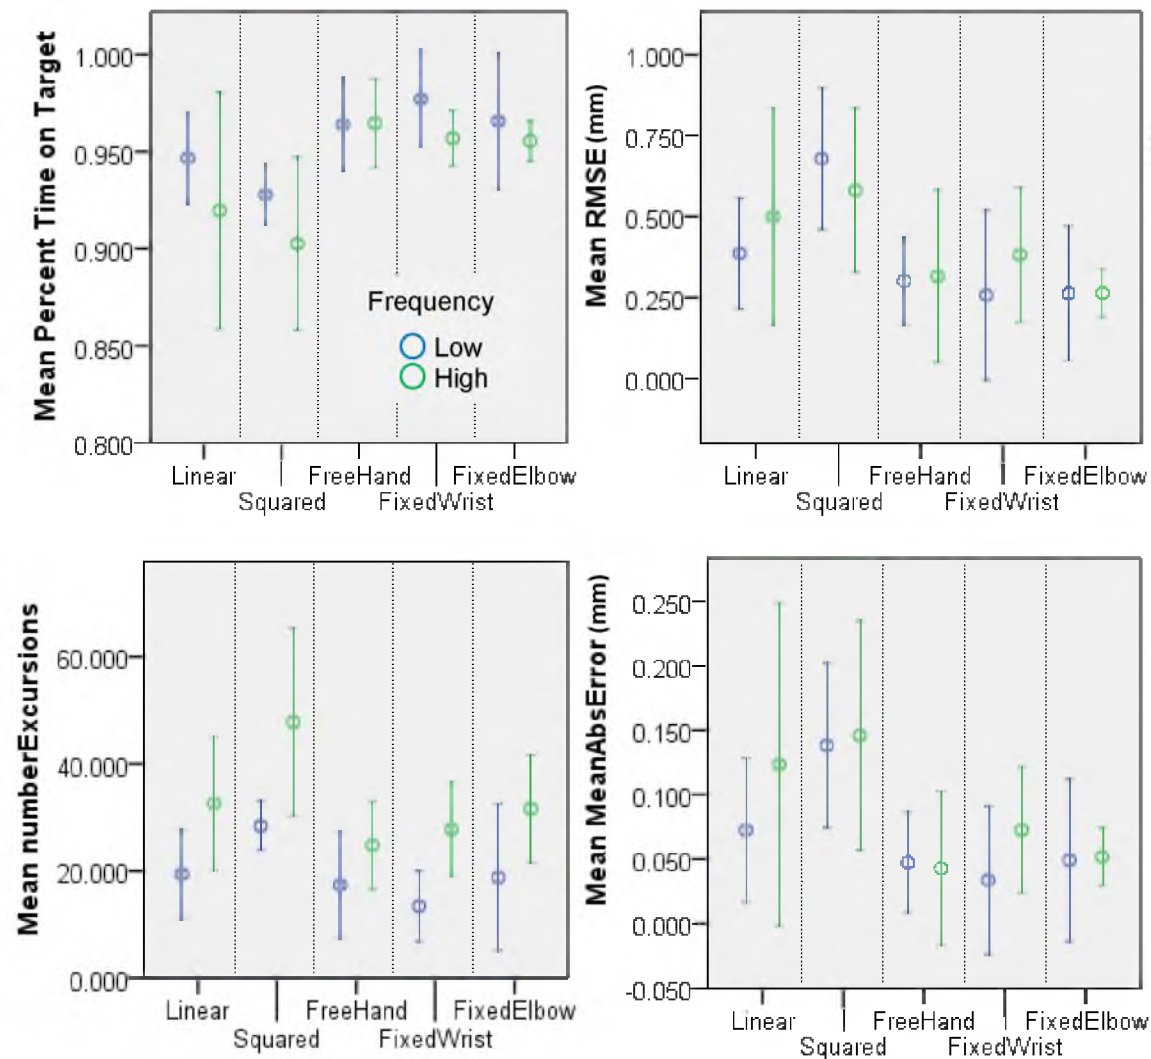 Mean Percent Time on Target
1.000
0.950
0.900
0.850
0.800
Frequency
Low
High
Linear
Squared
FreeHand
FixedWrist
FixedElbow
Mean RMSE (mm)
1.000
0.750
0.500
0.250
0.000
Linear
Squared
FreeHand
FixedWrist
FixedElbow
Mean numberExcursions
60.000
40.000
20.000
0.000
Linear
Squared
FreeHand
FixedWrist
FixedElbow
Mean MeanAbsError (mm)
0.250
0.200
0.150
0.100
0.050
0.000
-0.050
Linear
Squared
FreeHand
FixedWrist
FixedElbow